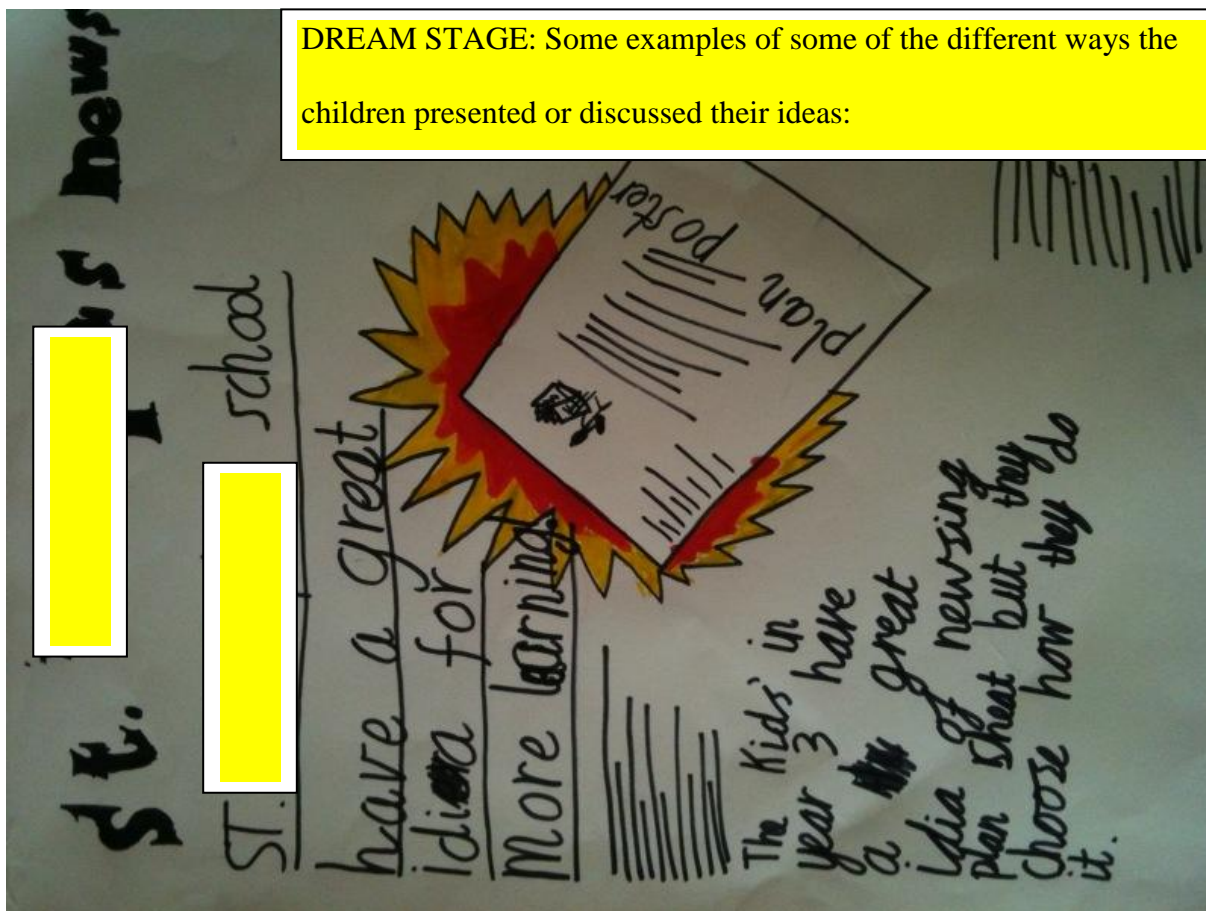 DREAM STAGE: Some examples of some of the different ways the
children presented or discussed their ideas:
St. news
ST. school
have a great
for
More
plan
poster
The Kids' in
year 3 have
a great
idia of newsing
plan sheat but they
choose how they do
it.